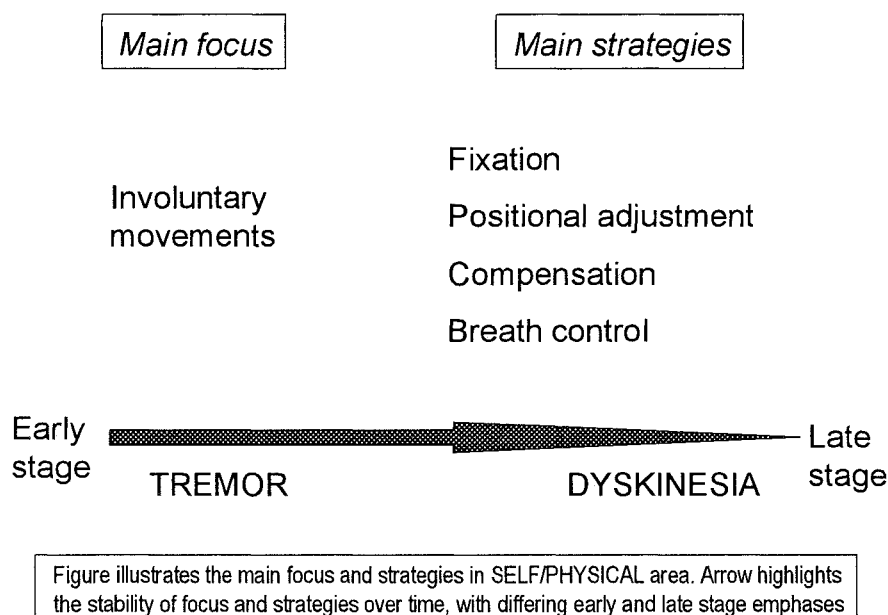 Main focus
Main strategies
Involuntary
movements
Fixation
Positional adjustment
Compensation
Breath control
Early
stage
TREMOR
DYSKINESIA
Late
stage
Figure illustrates the main focus and strategies in SELF/PHYSICAL area. Arrow highlights
the stability of focus and strategies over time, with differing early and late stage emphases